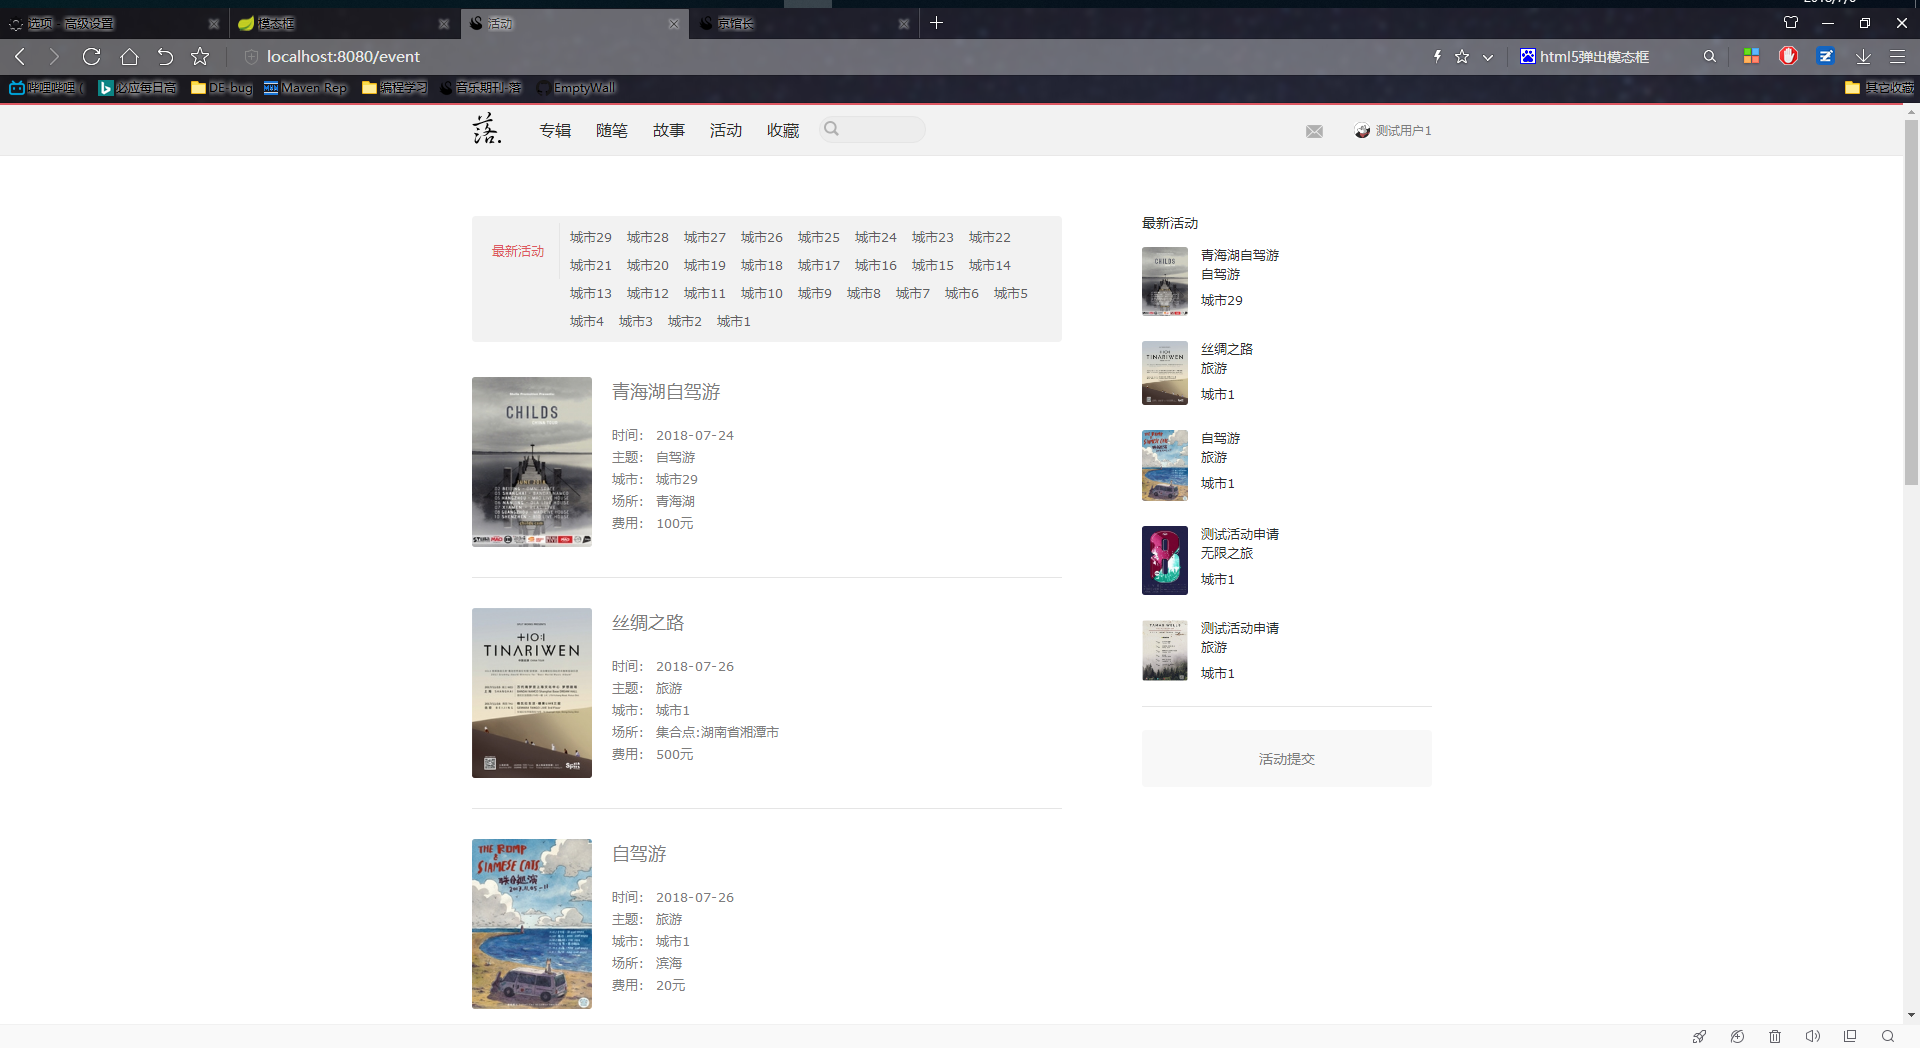 选项 - 高级设置
模态框
活动
京馆长
localhost:8080/event
html5弹出模态框
哔哩哔哩 (
必应每日高
DE-bug
Maven Rep
编程学习
音乐期刊-落
EmptyWall
其它收藏
落.
专辑 随笔 故事 活动 收藏
测试用户1
最新活动
城市29 城市28 城市27 城市26 城市25 城市24 城市23 城市22
城市21 城市20 城市19 城市18 城市17 城市16 城市15 城市14
城市13 城市12 城市11 城市10 城市9 城市8 城市7 城市6 城市5
城市4 城市3 城市2 城市1
CHILDS
青海湖自驾游
时间： 2018-07-24
主题： 自驾游
城市： 城市29
场所： 青海湖
费用： 100元
TINARIWEN
丝绸之路
时间： 2018-07-26
主题： 旅游
城市： 城市1
场所： 集合点:湖南省湘潭市
费用： 500元
THE ROMP
&
SIAMESE CATS
联合巡演
自驾游
时间： 2018-07-26
主题： 旅游
城市： 城市1
场所： 滨海
费用： 20元
最新活动
CHILDS
青海湖自驾游
自驾游
城市29
TINARIWEN
丝绸之路
旅游
城市1
自驾游
旅游
城市1
测试活动申请
无限之旅
城市1
测试活动申请
旅游
城市1
活动提交